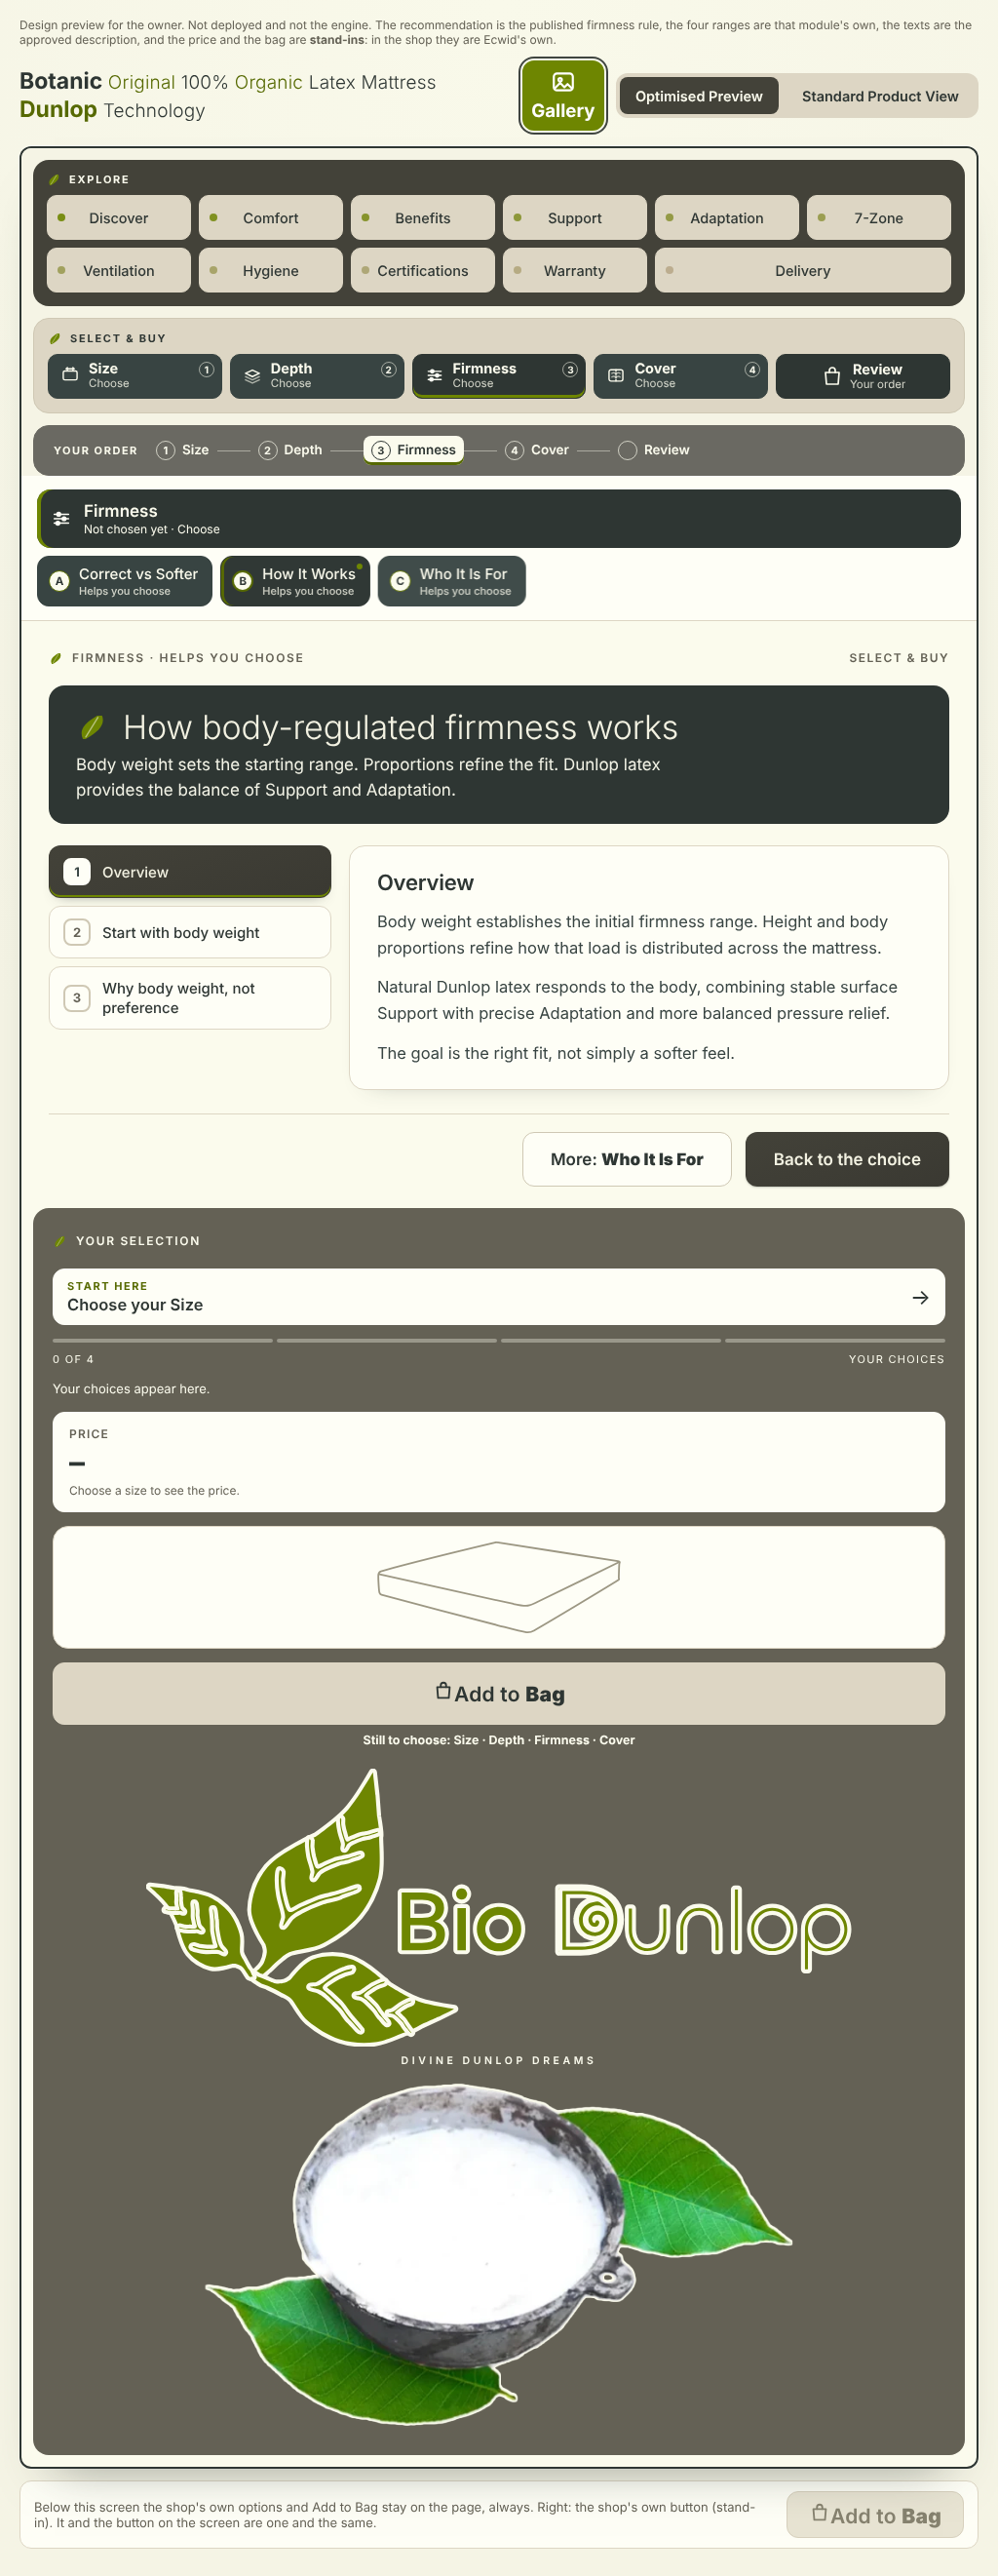 Design preview for the owner. Not deployed and not the engine. The recommendation is the published firmness rule, the four ranges are that module's own, the texts are the
approved description, and the price and the bag are stand-ins: in the shop they are Ecwid's own.
Botanic Original 100% Organic Latex Mattress
Dunlop Technology
Gallery
Optimised Preview
Standard Product View
EXPLORE
Discover
Comfort
Benefits
Support
Adaptation
7-Zone
Ventilation
Hygiene
Certifications
Warranty
Delivery
SELECT & BUY
Size
Choose
1
Depth
Choose
2
Firmness
Choose
3
Cover
Choose
4
Review
Your order
YOUR ORDER
1 Size
2 Depth
3 Firmness
4 Cover
Review
Firmness
Not chosen yet · Choose
A
Correct vs Softer
Helps you choose
B
How It Works
Helps you choose
C
Who It Is For
Helps you choose
FIRMNESS · HELPS YOU CHOOSE
SELECT & BUY
How body-regulated firmness works
Body weight sets the starting range. Proportions refine the fit. Dunlop latex
provides the balance of Support and Adaptation.
1 Overview
2 Start with body weight
3 Why body weight, not
preference
Overview
Body weight establishes the initial firmness range. Height and body
proportions refine how that load is distributed across the mattress.
Natural Dunlop latex responds to the body, combining stable surface
Support with precise Adaptation and more balanced pressure relief.
The goal is the right fit, not simply a softer feel.
More: Who It Is For
Back to the choice
YOUR SELECTION
START HERE
Choose your Size
0 OF 4
YOUR CHOICES
Your choices appear here.
PRICE
–
Choose a size to see the price.
Add to Bag
Still to choose: Size · Depth · Firmness · Cover
Bio Dunlop
DIVINE DUNLOP DREAMS
Below this screen the shop's own options and Add to Bag stay on the page, always. Right: the shop's own button (stand-
in). It and the button on the screen are one and the same.
Add to Bag